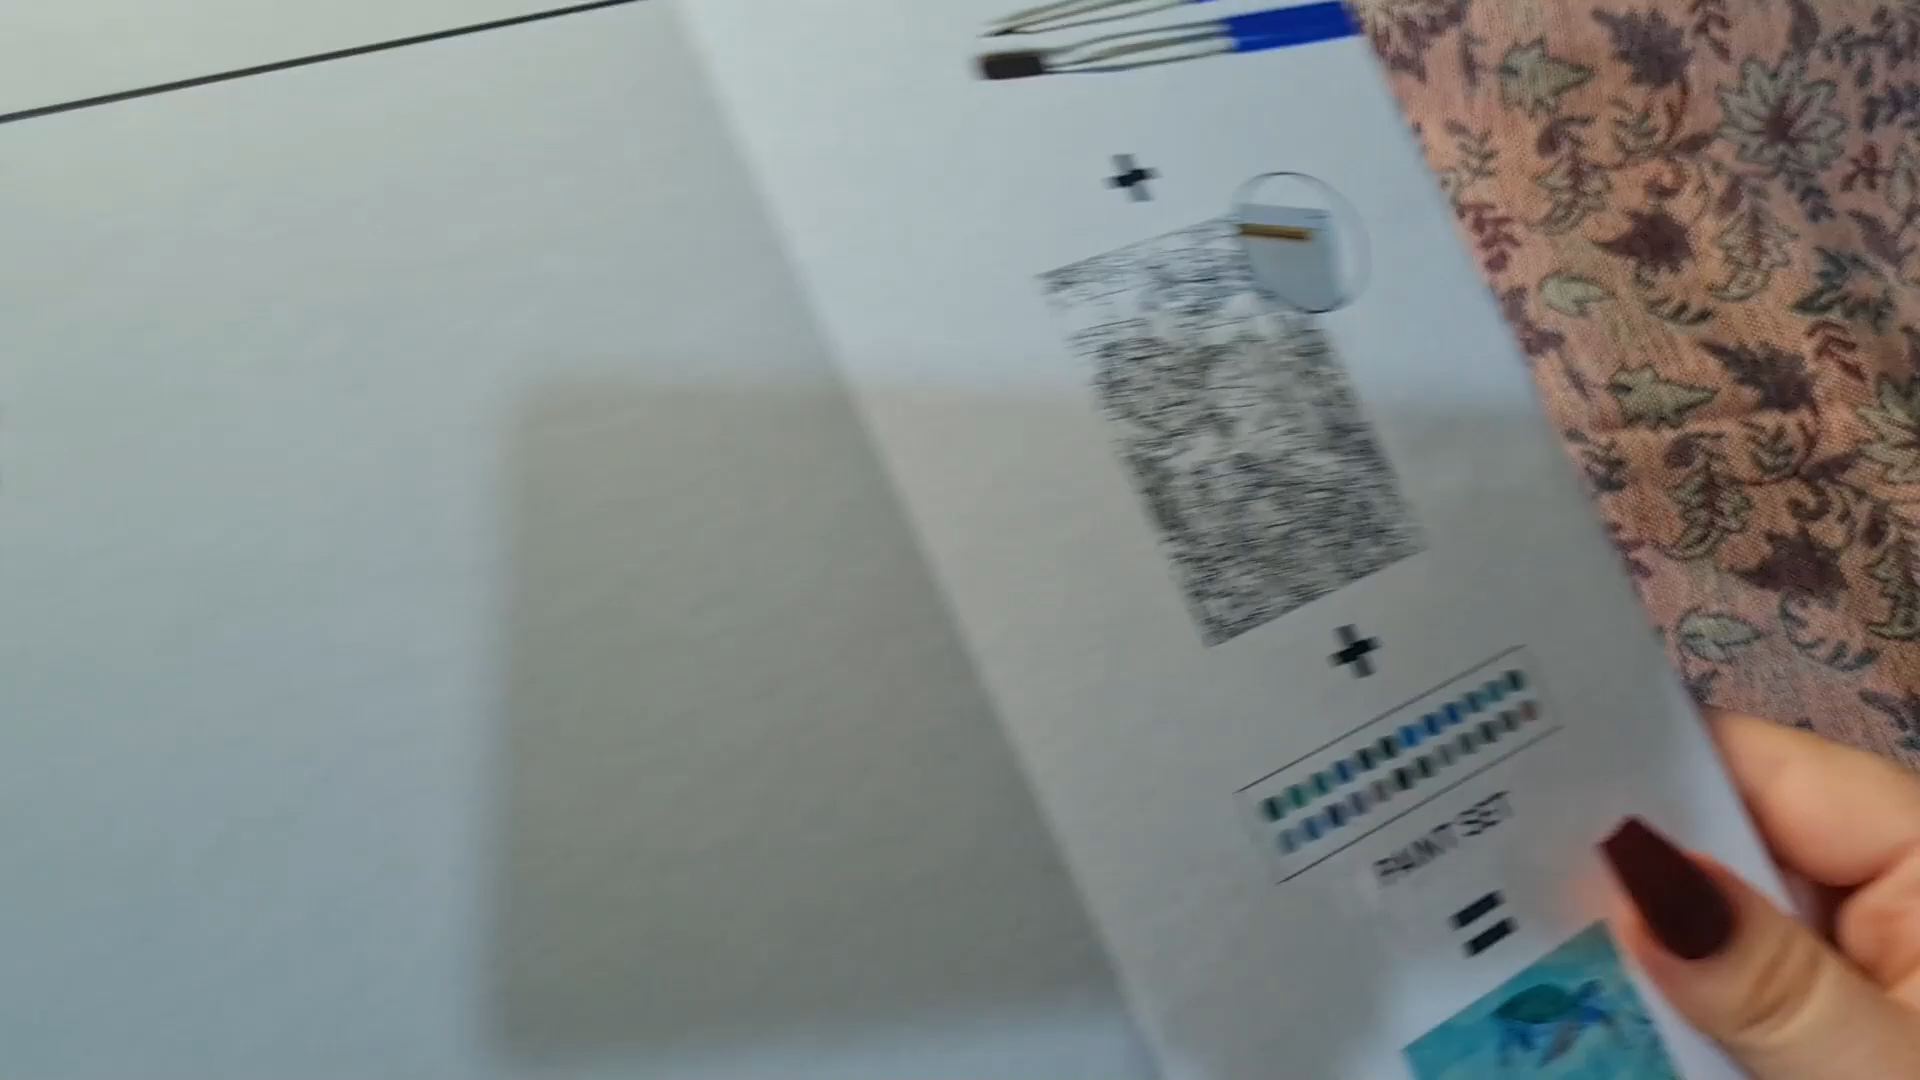 +
+
PAINT SET
=